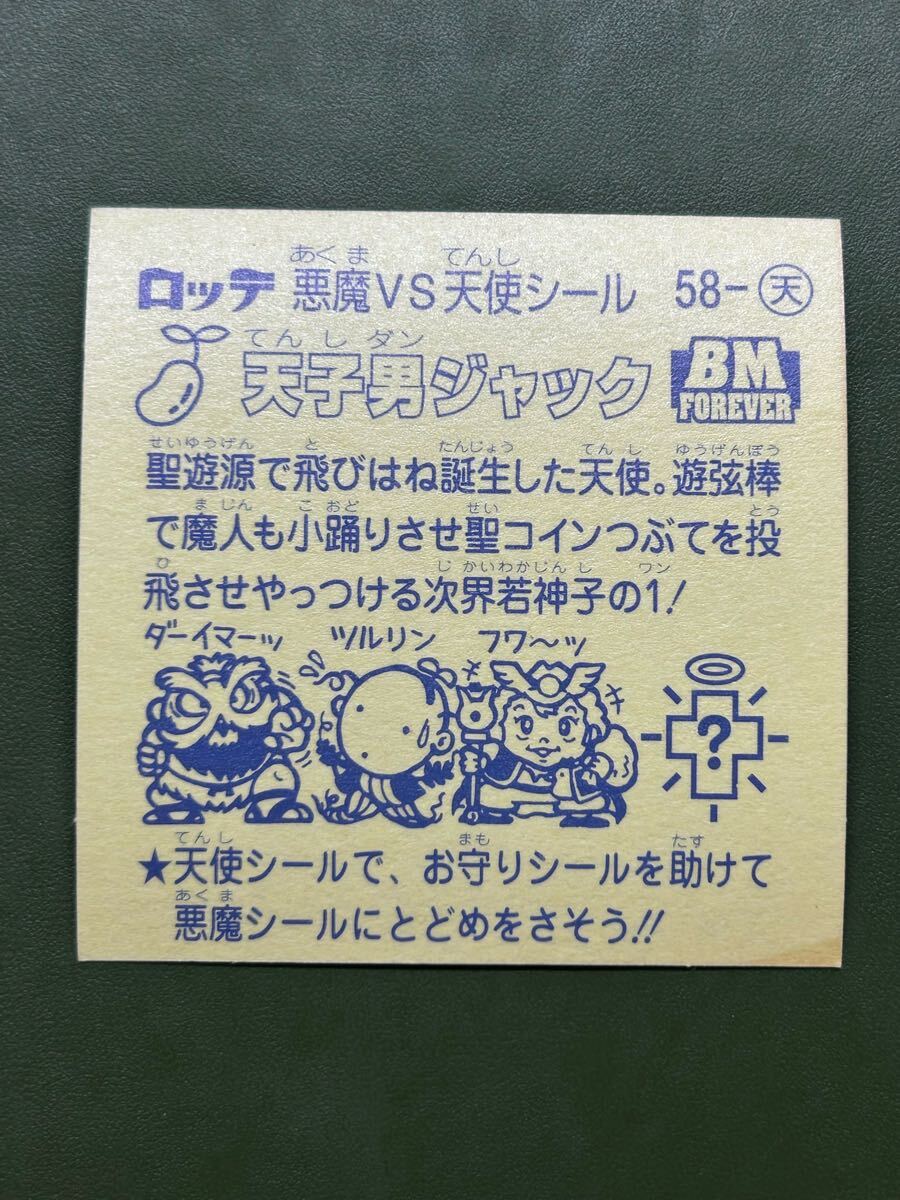 ロッテ 悪魔VS天使シール 58-天
あくま てんし
天子男ジャック BM FOREVER
てんしダン
聖遊源で飛びはね誕生した天使。遊弦棒
せいゆうげん と たんじょう てんし ゆうげんぼう
で魔人も小踊りさせ聖コインつぶてを投
まじん こおど せい とう
飛させやっつける次界若神子の1!
ひ じかいわかじんし ワン
ダーイマーッ ツルリン フワ〜ッ
?
★天使シールで、お守りシールを助けて
てんし まも たす
悪魔シールにとどめをさそう!!
あくま